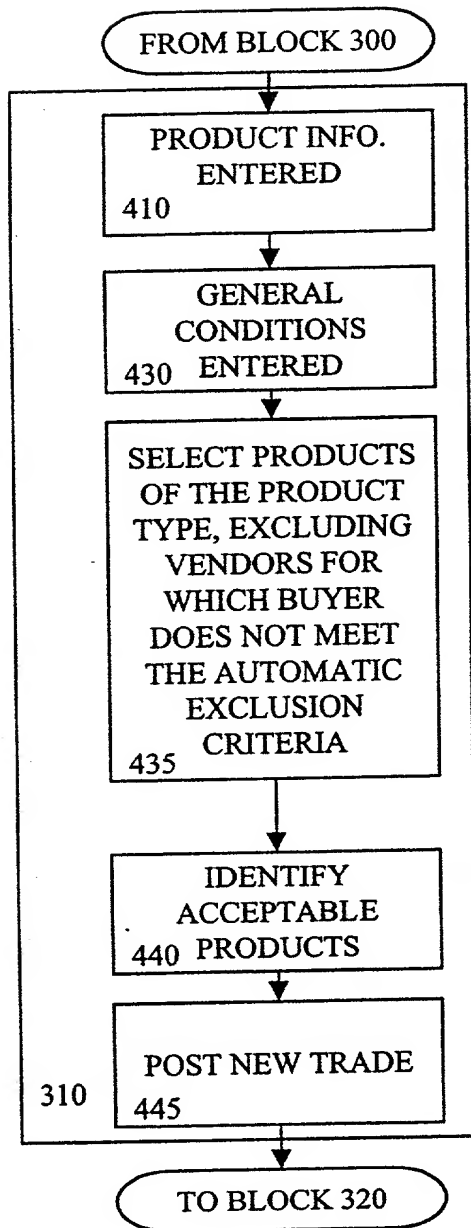 FROM BLOCK 300
PRODUCT INFO.
ENTERED
410
GENERAL
CONDITIONS
ENTERED
430
SELECT PRODUCTS
OF THE PRODUCT
TYPE, EXCLUDING
VENDORS FOR
WHICH BUYER
DOES NOT MEET
THE AUTOMATIC
EXCLUSION
CRITERIA
435
IDENTIFY
ACCEPTABLE
PRODUCTS
440
POST NEW TRADE
445
310
TO BLOCK 320